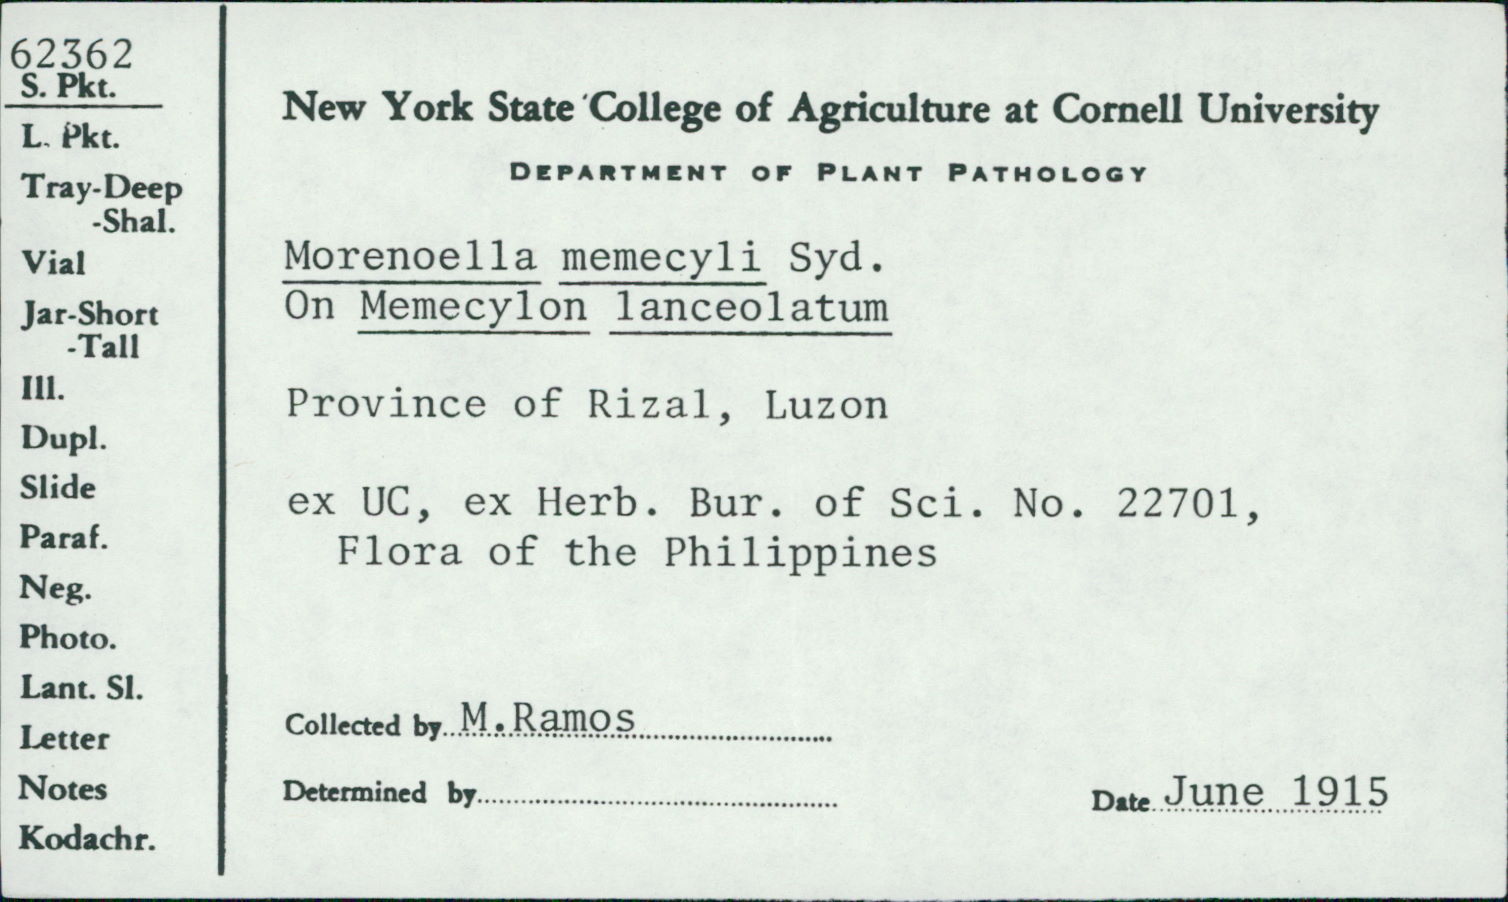 62362
S. Pkt.
L. Pkt.
Tray-Deep
-Shal.
Vial
Jar-Short
-Tall
Ill.
Dupl.
Slide
Paraf.
Neg.
Photo.
Lant. Sl.
Letter
Notes
Kodachr.
New York State College of Agriculture at Cornell University
DEPARTMENT OF PLANT PATHOLOGY
Morenoella memecyli Syd.
On Memecylon lanceolatum
Province of Rizal, Luzon
ex UC, ex Herb. Bur. of Sci. No. 22701,
Flora of the Philippines
Collected by M.Ramos
Determined by
Date June 1915